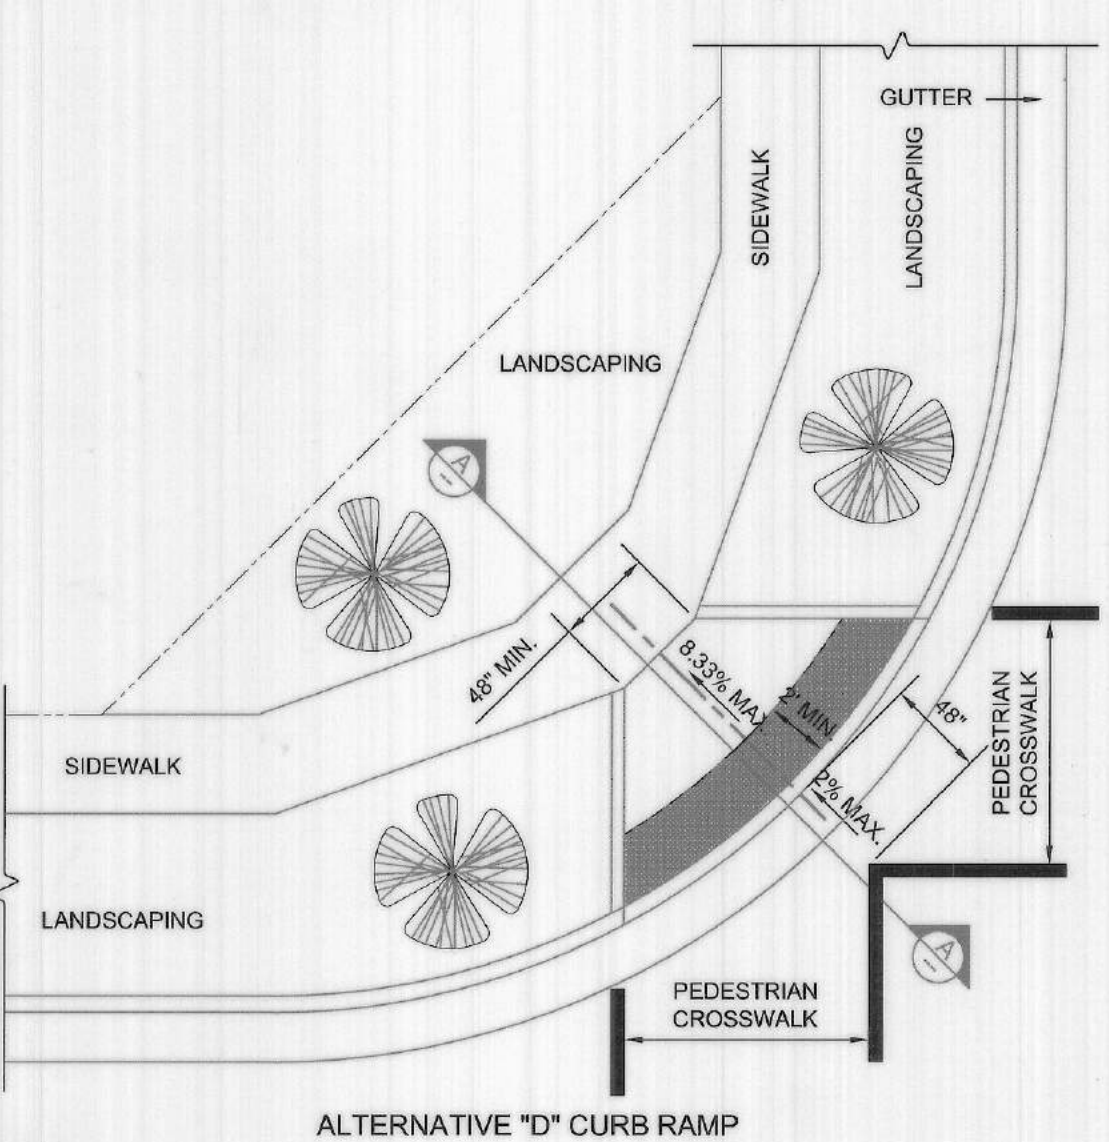 GUTTER
LANDSCAPING
SIDEWALK
LANDSCAPING
A
48" MIN.
8.33% MAX
2' MIN
48"
PEDESTRIAN
CROSSWALK
2% MAX.
SIDEWALK
LANDSCAPING
A
PEDESTRIAN
CROSSWALK
ALTERNATIVE "D" CURB RAMP